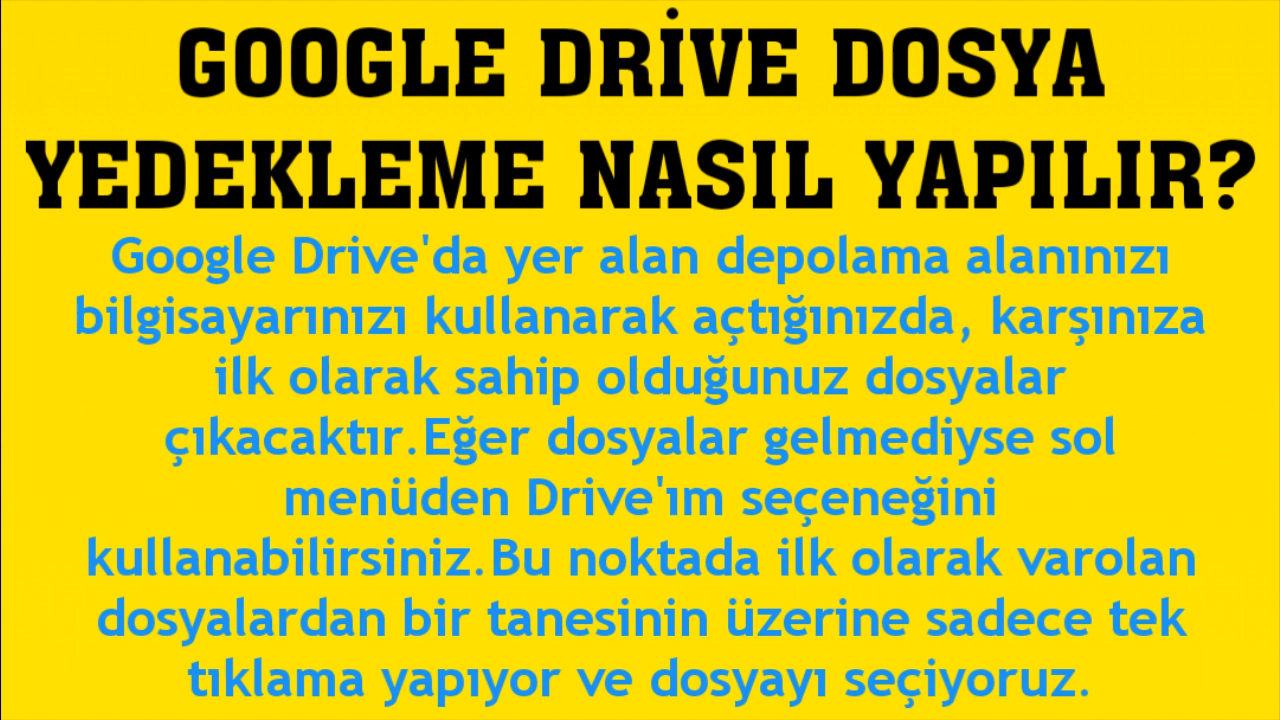 GOOGLE DRİVE DOSYA
YEDEKLEME NASIL YAPILIR?
Google Drive'da yer alan depolama alanınızı
bilgisayarınızı kullanarak açtığınızda, karşınıza
ilk olarak sahip olduğunuz dosyalar
çıkacaktır.Eğer dosyalar gelmediyse sol
menüden Drive'ım seçeneğini
kullanabilirsiniz.Bu noktada ilk olarak varolan
dosyalardan bir tanesinin üzerine sadece tek
tıklama yapıyor ve dosyayı seçiyoruz.